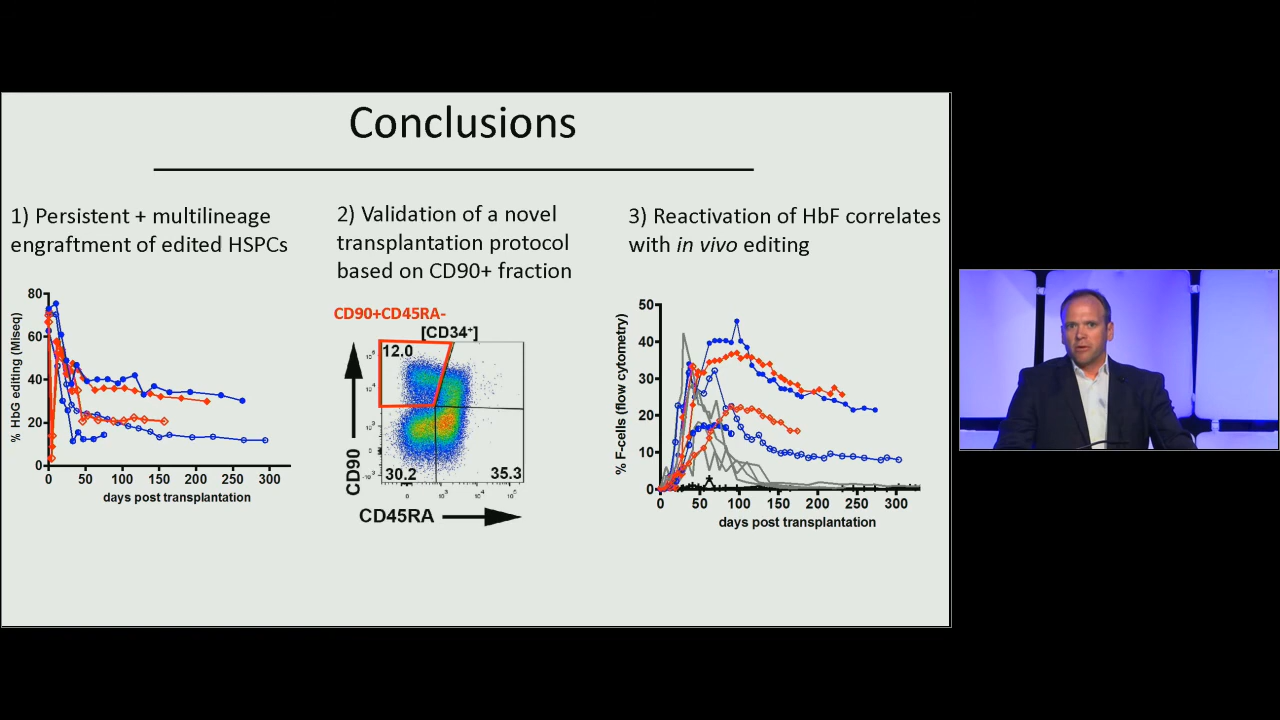 Conclusions
1) Persistent + multilineage
engraftment of edited HSPCs
80
60
40
20
0
% HbG editing (Miseq)
0 50 100 150 200 250 300
days post transplantation
2) Validation of a novel
transplantation protocol
based on CD90+ fraction
CD90+CD45RA-
[CD34+]
12.0
30.2
35.3
CD90
CD45RA
3) Reactivation of HbF correlates
with in vivo editing
50
40
30
20
10
0
% F-cells (flow cytometry)
0 50 100 150 200 250 300
days post transplantation